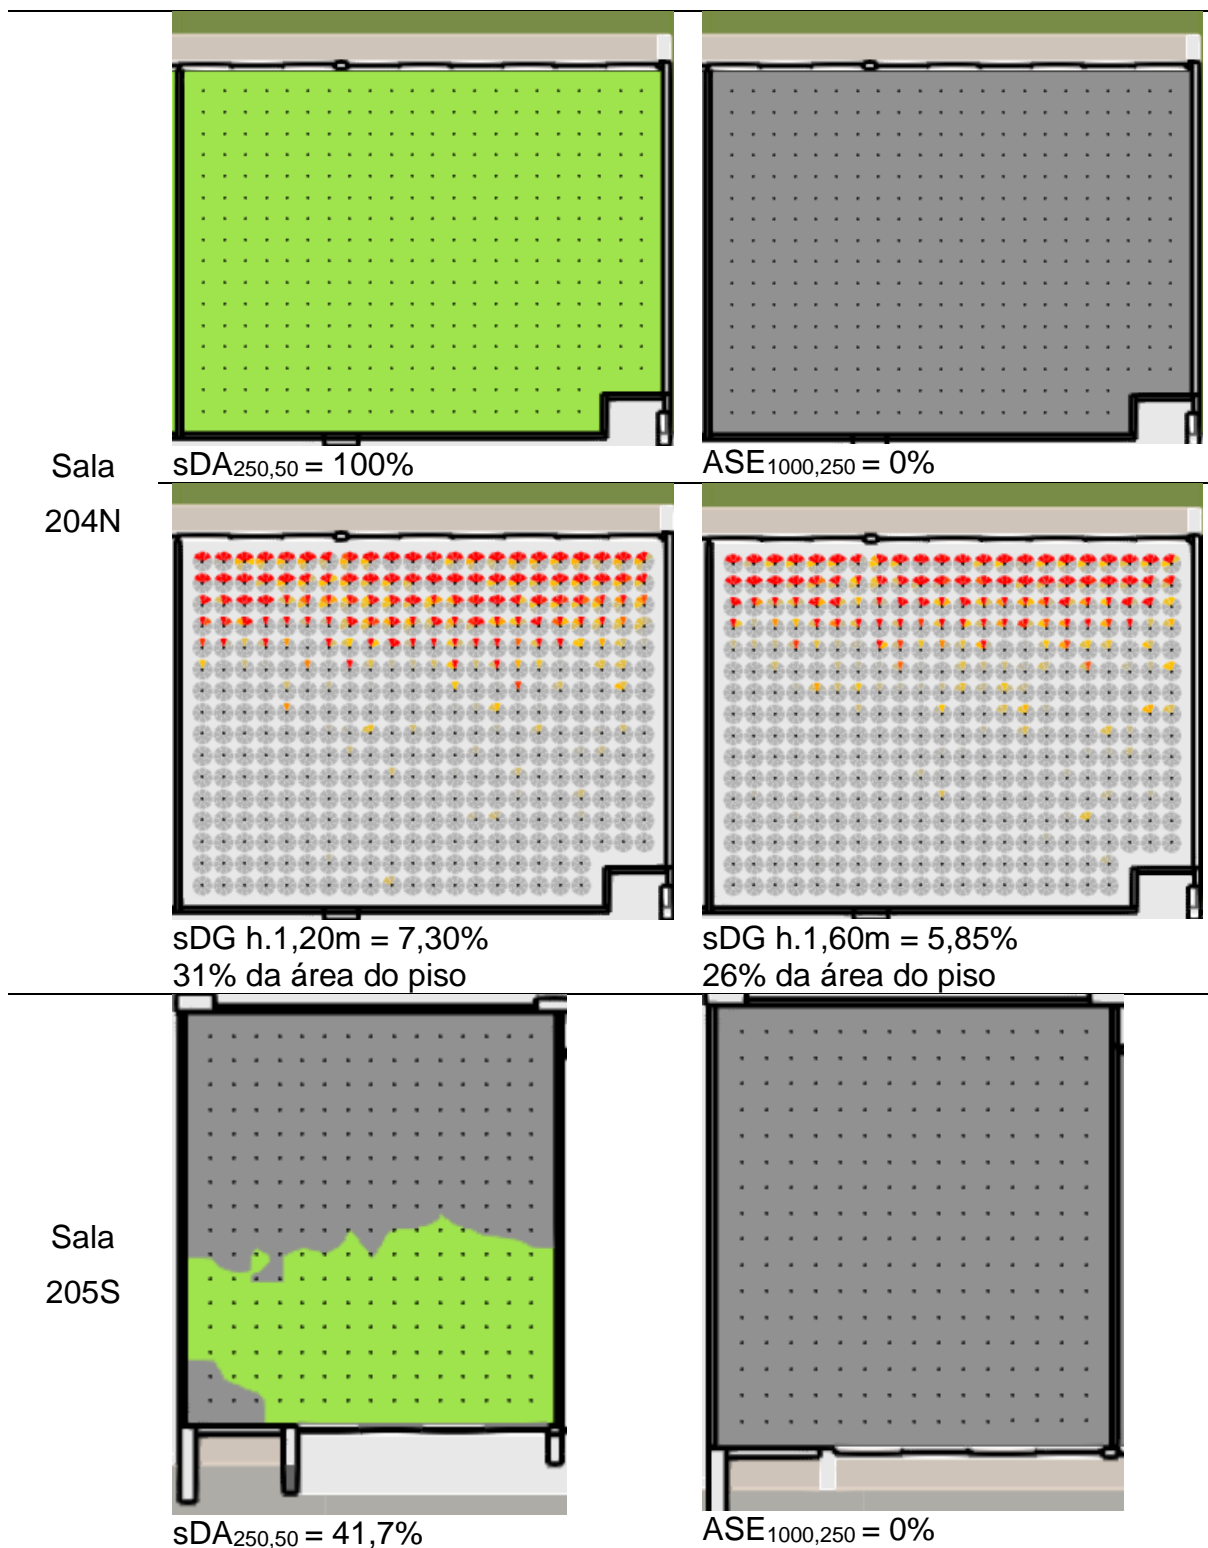 sDA250,50 = 100%
ASE1000,250 = 0%
Sala
204N
sDG h.1,20m = 7,30%
31% da área do piso
sDG h.1,60m = 5,85%
26% da área do piso
Sala
205S
sDA250,50 = 41,7%
ASE1000,250 = 0%